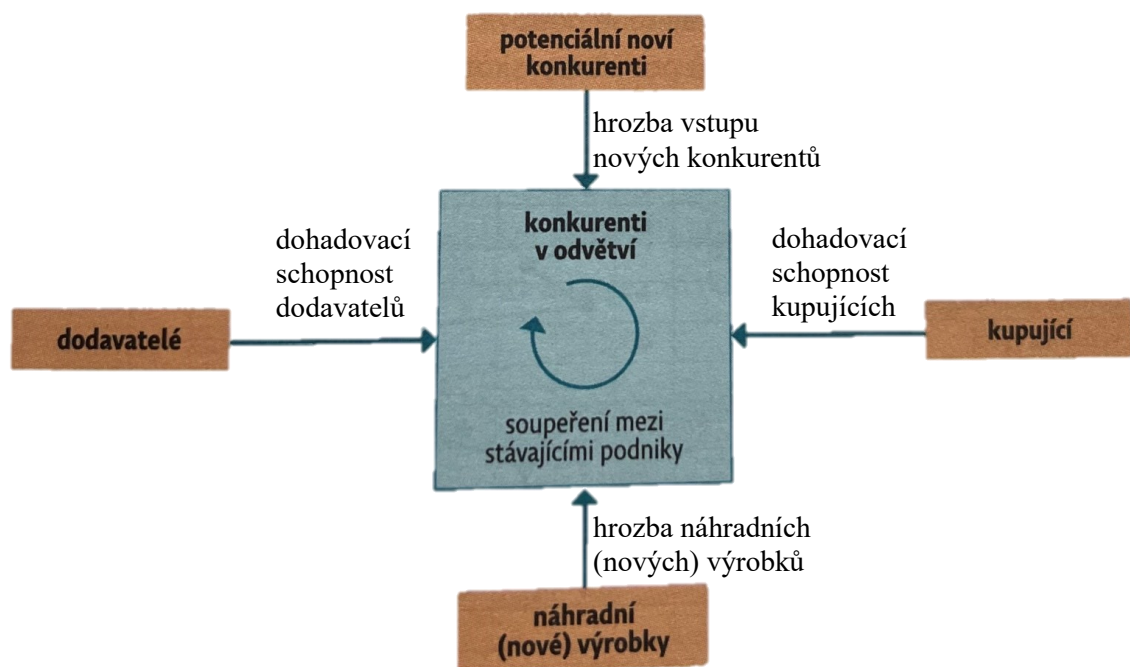 potenciální noví
konkurenti
hrozba vstupu
nových konkurentů
konkurenti
v odvětví
dohadovací
schopnost
dodavatelů
dohadovací
schopnost
kupujících
dodavatelé
kupující
soupeření mezi
stávajícími podniky
hrozba náhradních
(nových) výrobků
náhradní
(nové) výrobky